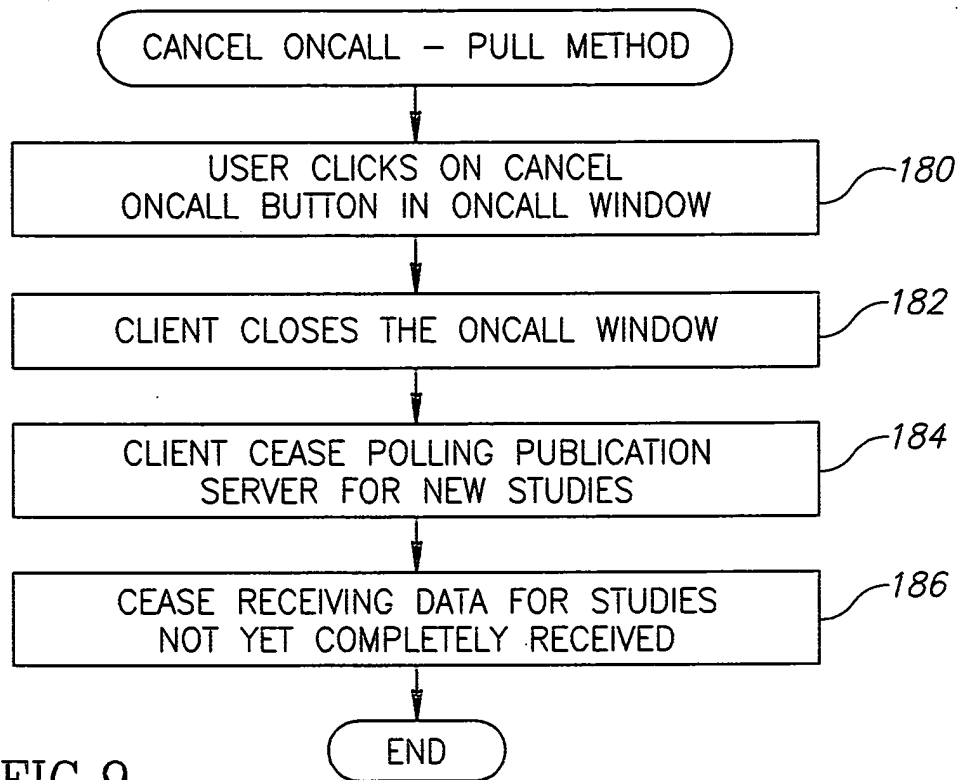 CANCEL ONCALL – PULL METHOD
USER CLICKS ON CANCEL
ONCALL BUTTON IN ONCALL WINDOW
180
CLIENT CLOSES THE ONCALL WINDOW
182
CLIENT CEASE POLLING PUBLICATION
SERVER FOR NEW STUDIES
184
CEASE RECEIVING DATA FOR STUDIES
NOT YET COMPLETELY RECEIVED
186
END
FIG.9